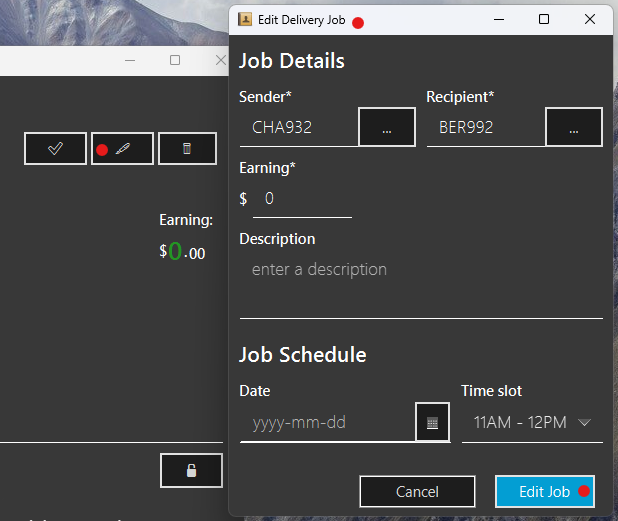 Edit Delivery Job
Job Details
Sender*
Recipient*
CHA932
...
BER992
...
Earning*
$ 0
Description
enter a description
Job Schedule
Date
Time slot
yyyy-mm-dd
11AM - 12PM
Cancel
Edit Job
Earning:
$0.00